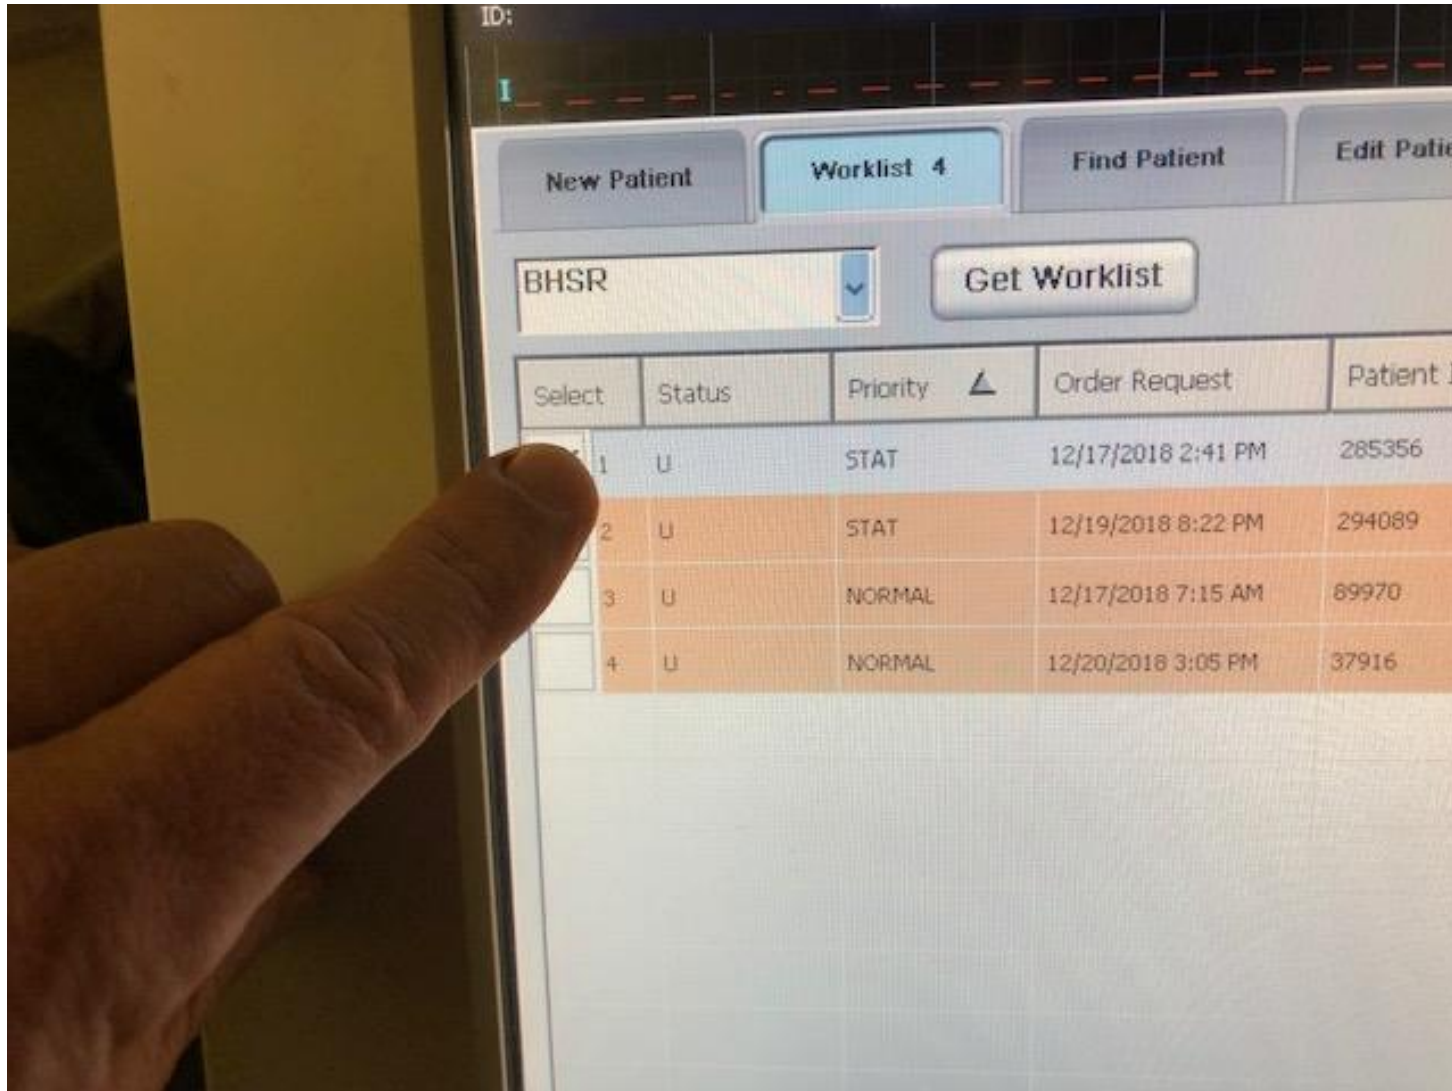 ID:
I
New Patient Worklist 4 Find Patient Edit
BHSR Get Worklist
Select Status Priority Order Request Patient
1 U STAT 12/17/2018 2:41 PM 285356
2 U STAT 12/19/2018 8:22 PM 294089
3 U NORMAL 12/17/2018 7:15 AM 89970
4 U NORMAL 12/20/2018 3:05 PM 37916